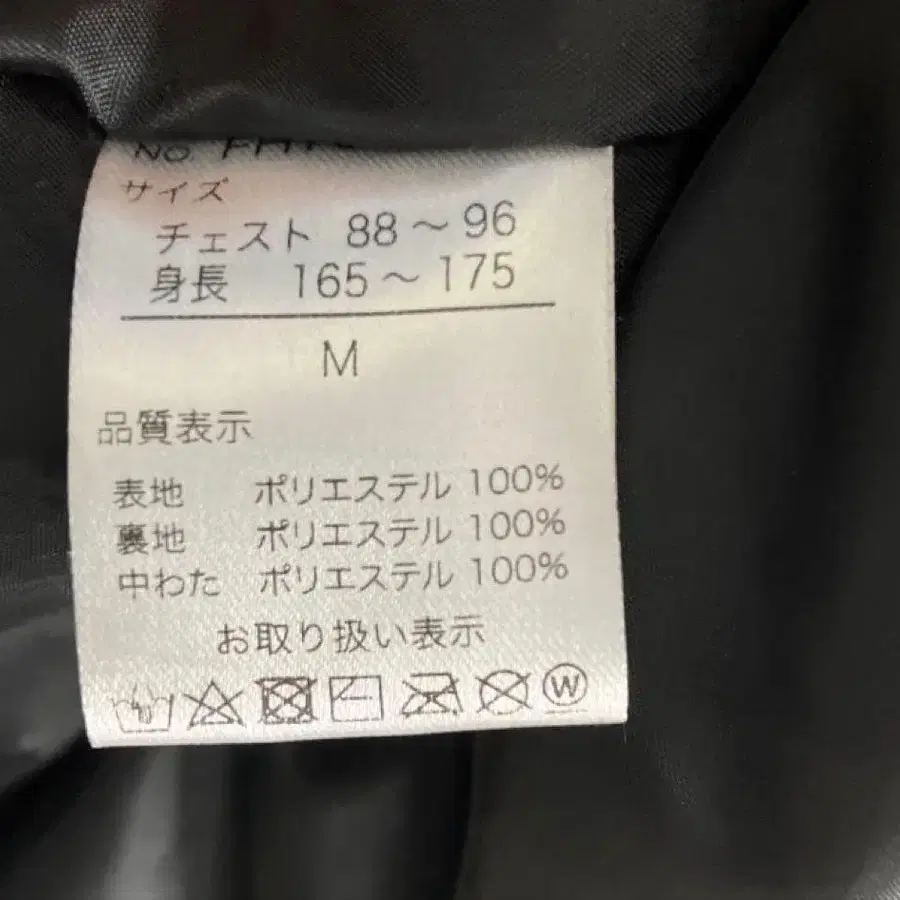 NO.
サイズ
チェスト 88～96
身長 165～175
M
品質表示
表地 ポリエステル 100%
裏地 ポリエステル 100%
中わた ポリエステル 100%
お取り扱い表示
W